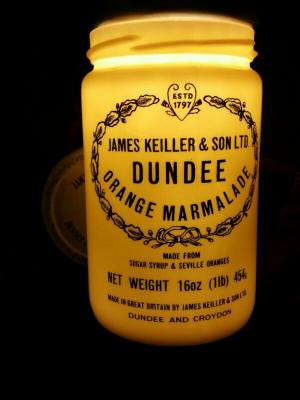 ESTD
1797
JAMES KEILLER & SON LTD.
DUNDEE
ORANGE MARMALADE
MADE FROM
SUGAR SYRUP & SEVILLE ORANGES
NET WEIGHT 16oz (1lb) 454g
MADE IN GREAT BRITAIN BY JAMES KEILLER & SON LTD.
DUNDEE AND CROYDON